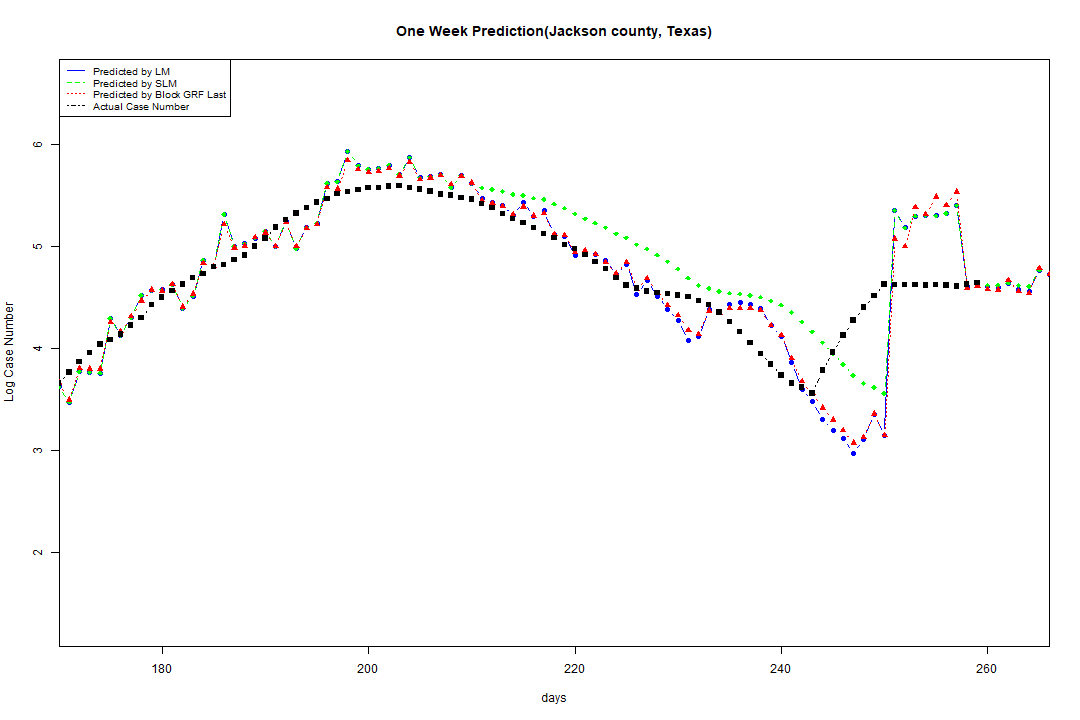 One Week Prediction(Jackson county, Texas)
Predicted by LM
Predicted by SLM
Predicted by Block GRF Last
Actual Case Number
6
5
4
3
2
Log Case Number
180 200 220 240 260
days